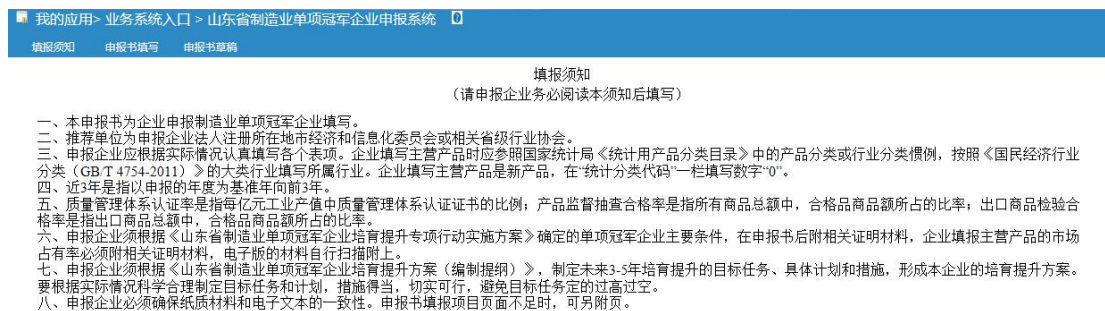 我的应用> 业务系统入口 > 山东省制造业单项冠军企业申报系统
填报须知 申报书填写 申报书草稿
填报须知
（请申报企业务必阅读本须知后填写）
一、本申报书为企业申报制造业单项冠军企业填写。
二、推荐单位为申报企业法人注册所在地市经济和信息化委员会或相关省级行业协会。
三、申报企业应根据实际情况认真填写各个表项。企业填写主营产品时应参照国家统计局《统计用产品分类目录》中的产品分类或行业分类惯例，按照《国民经济行业
分类（GB/T 4754-2011）》的大类行业填写所属行业。企业填写主营产品是新产品，在“统计分类代码”一栏填写数字“0”。
四、近3年是指以申报的年度为基准年向前3年。
五、质量管理体系认证率是指每亿元工业产值中质量管理体系认证证书的比例；产品监督抽查合格率是指所有商品总额中，合格品商品额所占的比率；出口商品检验合
格率是指出口商品总额中，合格品商品额所占的比率。
六、申报企业须根据《山东省制造业单项冠军企业培育提升专项行动实施方案》确定的单项冠军企业主要条件，在申报书后附相关证明材料，企业填报主营产品的市场
占有率必须附相关证明材料，电子版的材料自行扫描附上。
七、申报企业须根据《山东省制造业单项冠军企业培育提升方案（编制提纲）》，制定未来3-5年培育提升的目标任务、具体计划和措施，形成本企业的培育提升方案。
要根据实际情况科学合理制定目标任务和计划，措施得当，切实可行，避免目标任务定的过高过空。
八、申报企业必须确保纸质材料和电子文本的一致性。申报书填报项目页面不足时，可另附页。